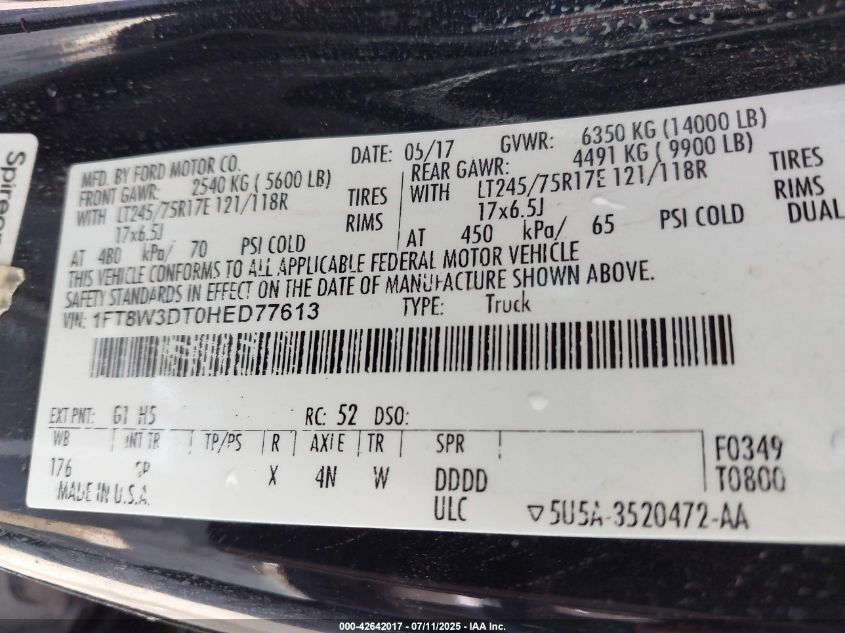 Spireon
MFD. BY FORD MOTOR CO.
DATE: 05/17 GVWR: 6350 KG (14000 LB)
FRONT GAWR: 2540 KG ( 5600 LB)
REAR GAWR: 4491 KG ( 9900 LB)
WITH LT245/75R17E 121/118R TIRES
WITH LT245/75R17E 121/118R TIRES
17x6.5J RIMS
17x6.5J RIMS
AT 480 kPa/ 70 PSI COLD
AT 450 kPa/ 65 PSI COLD DUAL
THIS VEHICLE CONFORMS TO ALL APPLICABLE FEDERAL MOTOR VEHICLE
SAFETY STANDARDS IN EFFECT ON THE DATE OF MANUFACTURE SHOWN ABOVE.
VIN: 1FT8W3DT0HED77613 TYPE: Truck
EXT PNT: G1 H5 RC: 52 DSO:
WB INT TR TP/PS R AXLE TR SPR F0349
176 X 4N W DDDD T0800
MADE IN U.S.A. ULC ▽5U5A-3520472-AA
000-42642017 - 07/11/2025 - IAA Inc.